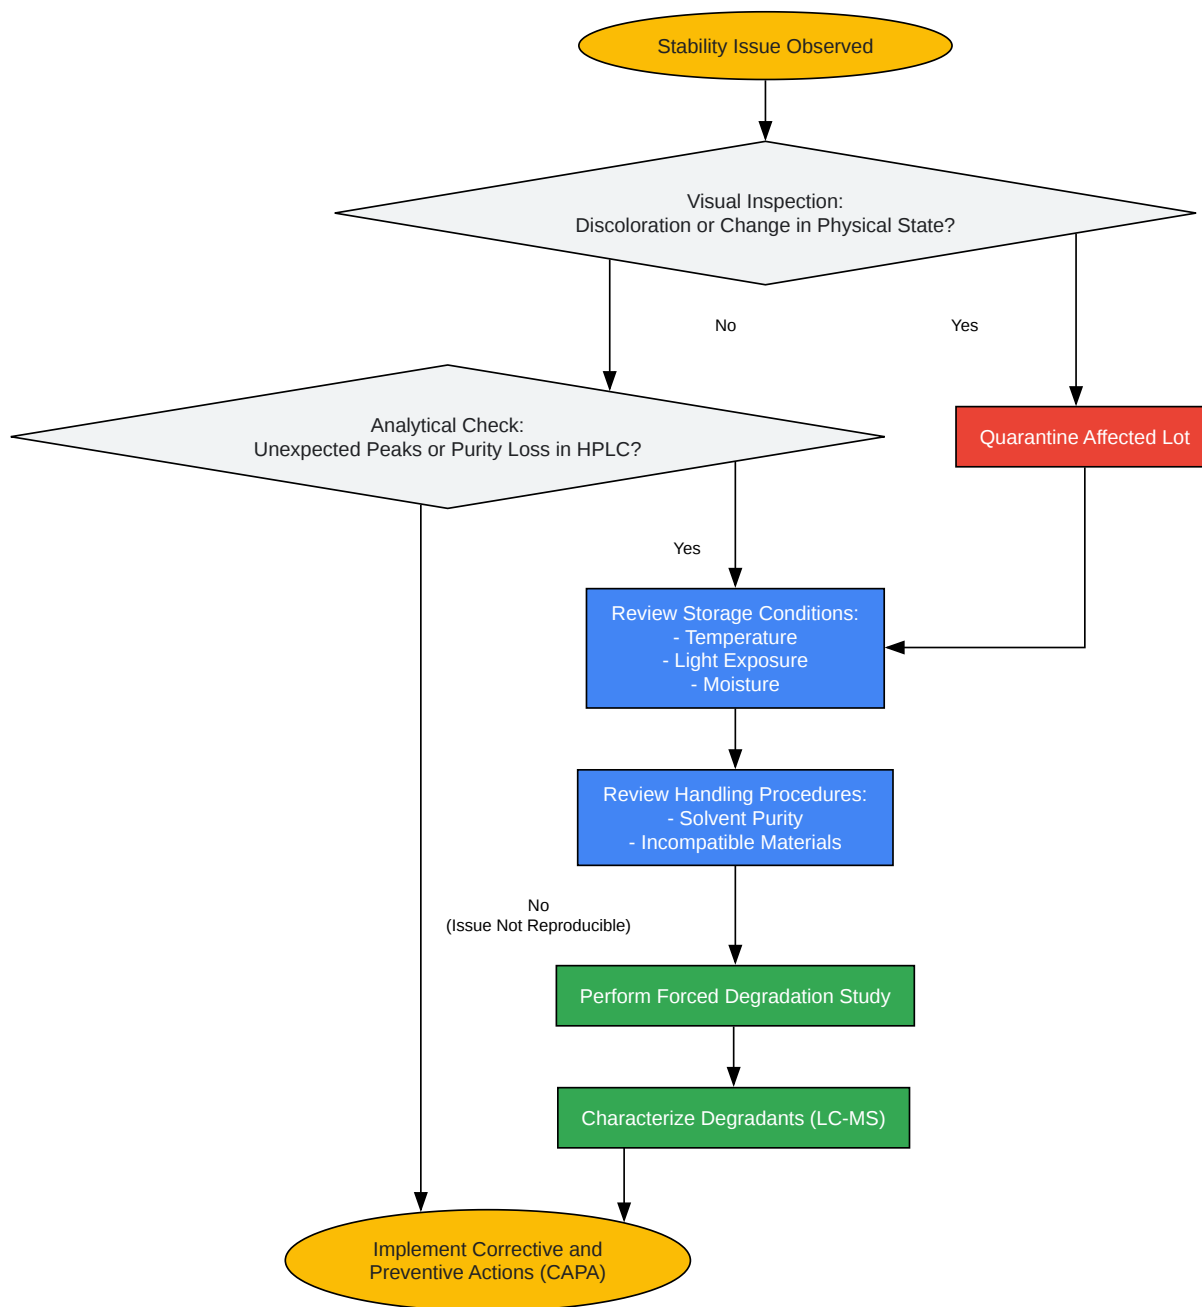 Stability Issue Observed
Visual Inspection:
Discoloration or Change in Physical State?
No
Yes
Analytical Check:
Unexpected Peaks or Purity Loss in HPLC?
Quarantine Affected Lot
Yes
Review Storage Conditions:
- Temperature
- Light Exposure
- Moisture
Review Handling Procedures:
- Solvent Purity
- Incompatible Materials
No
(Issue Not Reproducible)
Perform Forced Degradation Study
Characterize Degradants (LC-MS)
Implement Corrective and
Preventive Actions (CAPA)